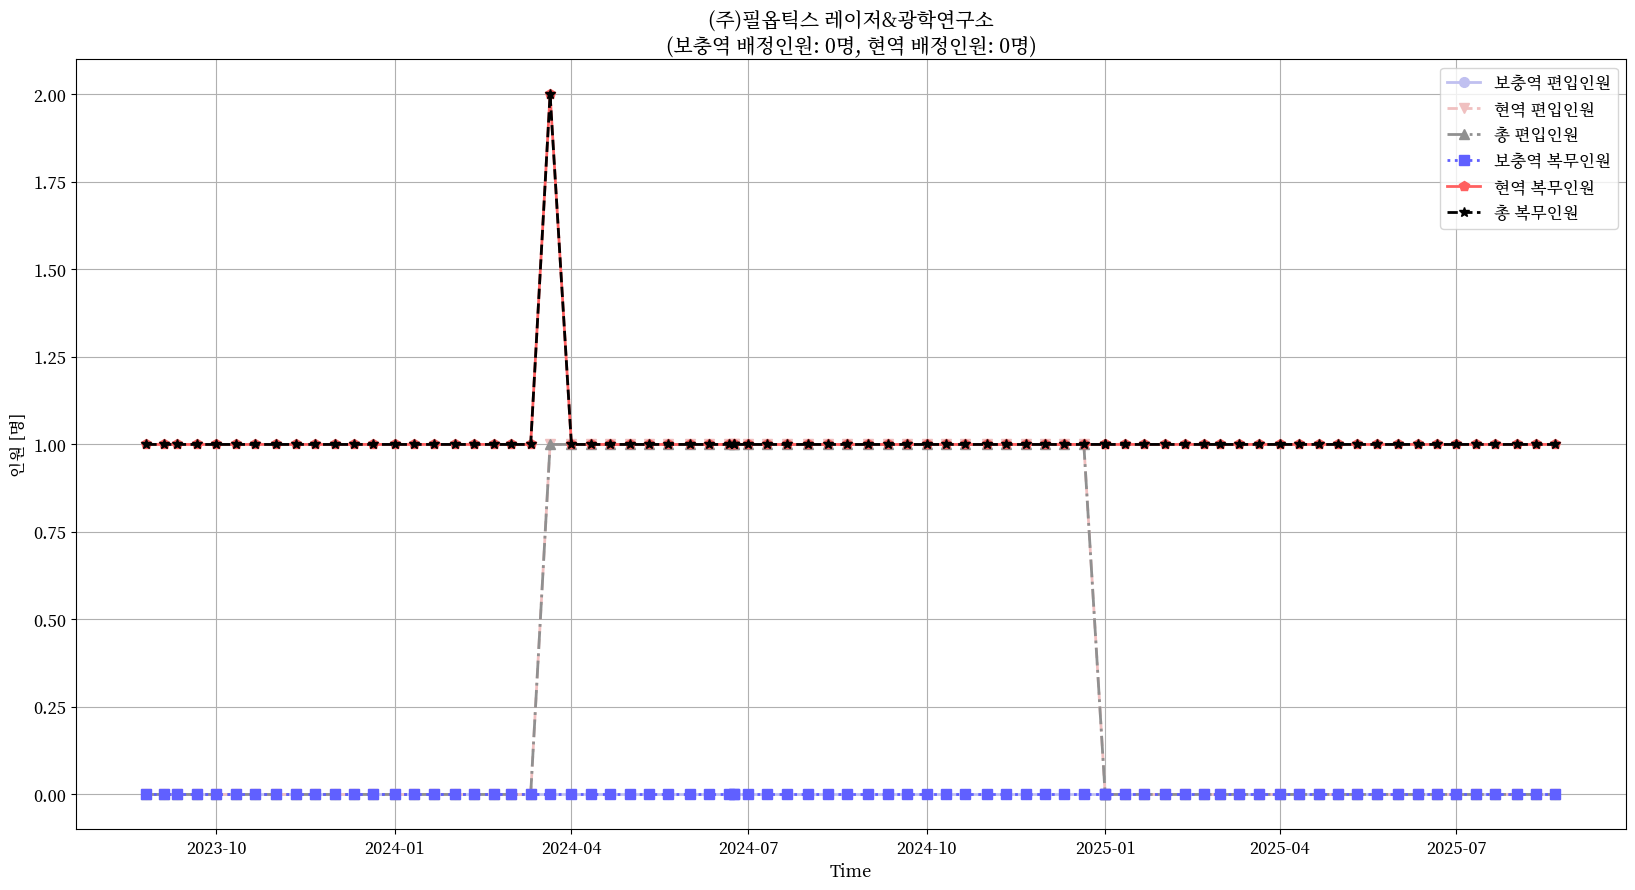 (주)필옵틱스 레이저&광학연구소
(보충역 배정인원: 0명, 현역 배정인원: 0명)
보충역 편입인원
현역 편입인원
총 편입인원
보충역 복무인원
현역 복무인원
총 복무인원
인원 [명]
2.00
1.75
1.50
1.25
1.00
0.75
0.50
0.25
0.00
2023-10 2024-01 2024-04 2024-07 2024-10 2025-01 2025-04 2025-07
Time